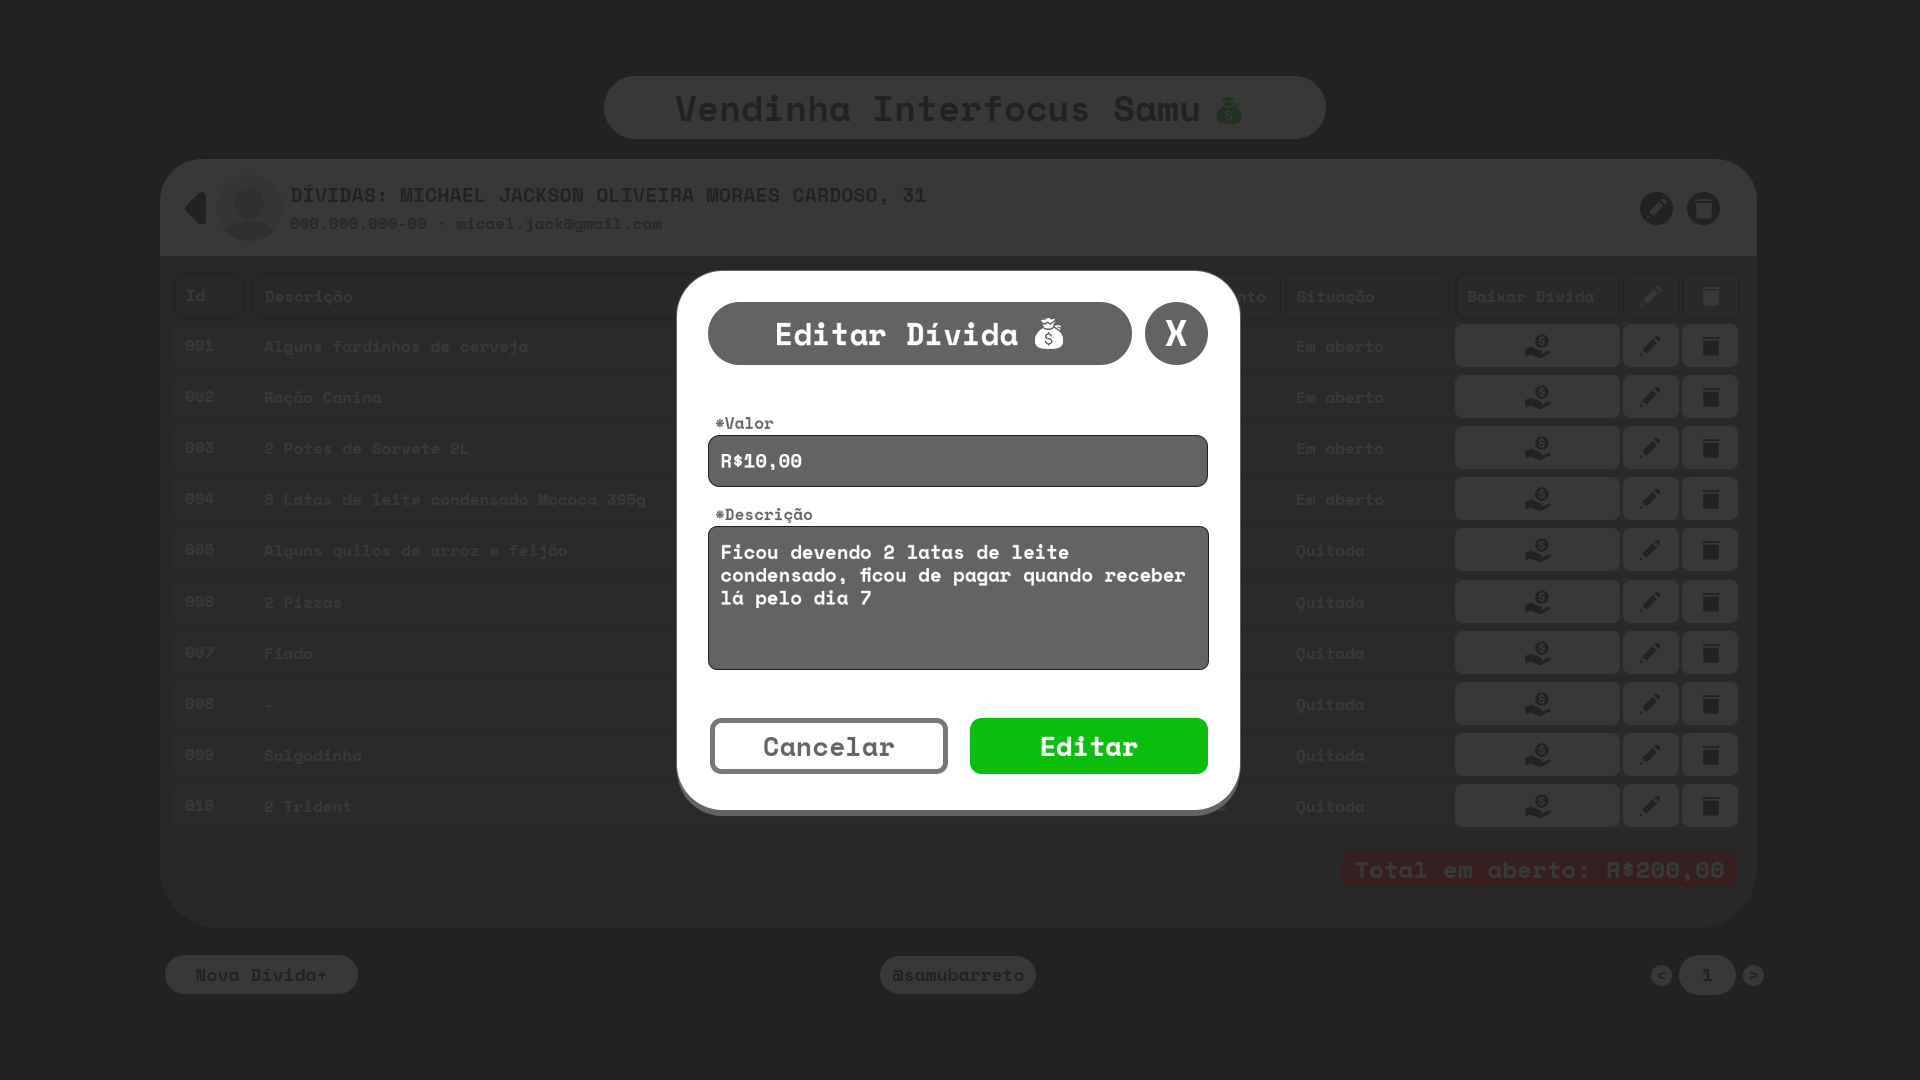 Vendinha Interfocus Samu
DÍVIDAS: MICHAEL JACKSON OLIVEIRA MORAES CARDOSO, 31
000.000.000-00 · micael.jack@gmail.com
Id Descrição nto Situação Baixar Dívida
001 Alguns fardinhos de cerveja Em aberto
002 Ração Canina Em aberto
003 2 Potes de Sorvete 2L Em aberto
004 8 Latas de leite condensado Mococa 395g Em aberto
005 Alguns quilos de arroz e feijão Quitada
006 2 Pizzas Quitada
007 Fiado Quitada
008 - Quitada
009 Salgadinho Quitada
010 2 Trident Quitada
Total em aberto: R$200,00
Editar Dívida
X
*Valor
R$10,00
*Descrição
Ficou devendo 2 latas de leite
condensado, ficou de pagar quando receber
lá pelo dia 7
Cancelar Editar
Nova Dívida+ @samubarreto < 1 >